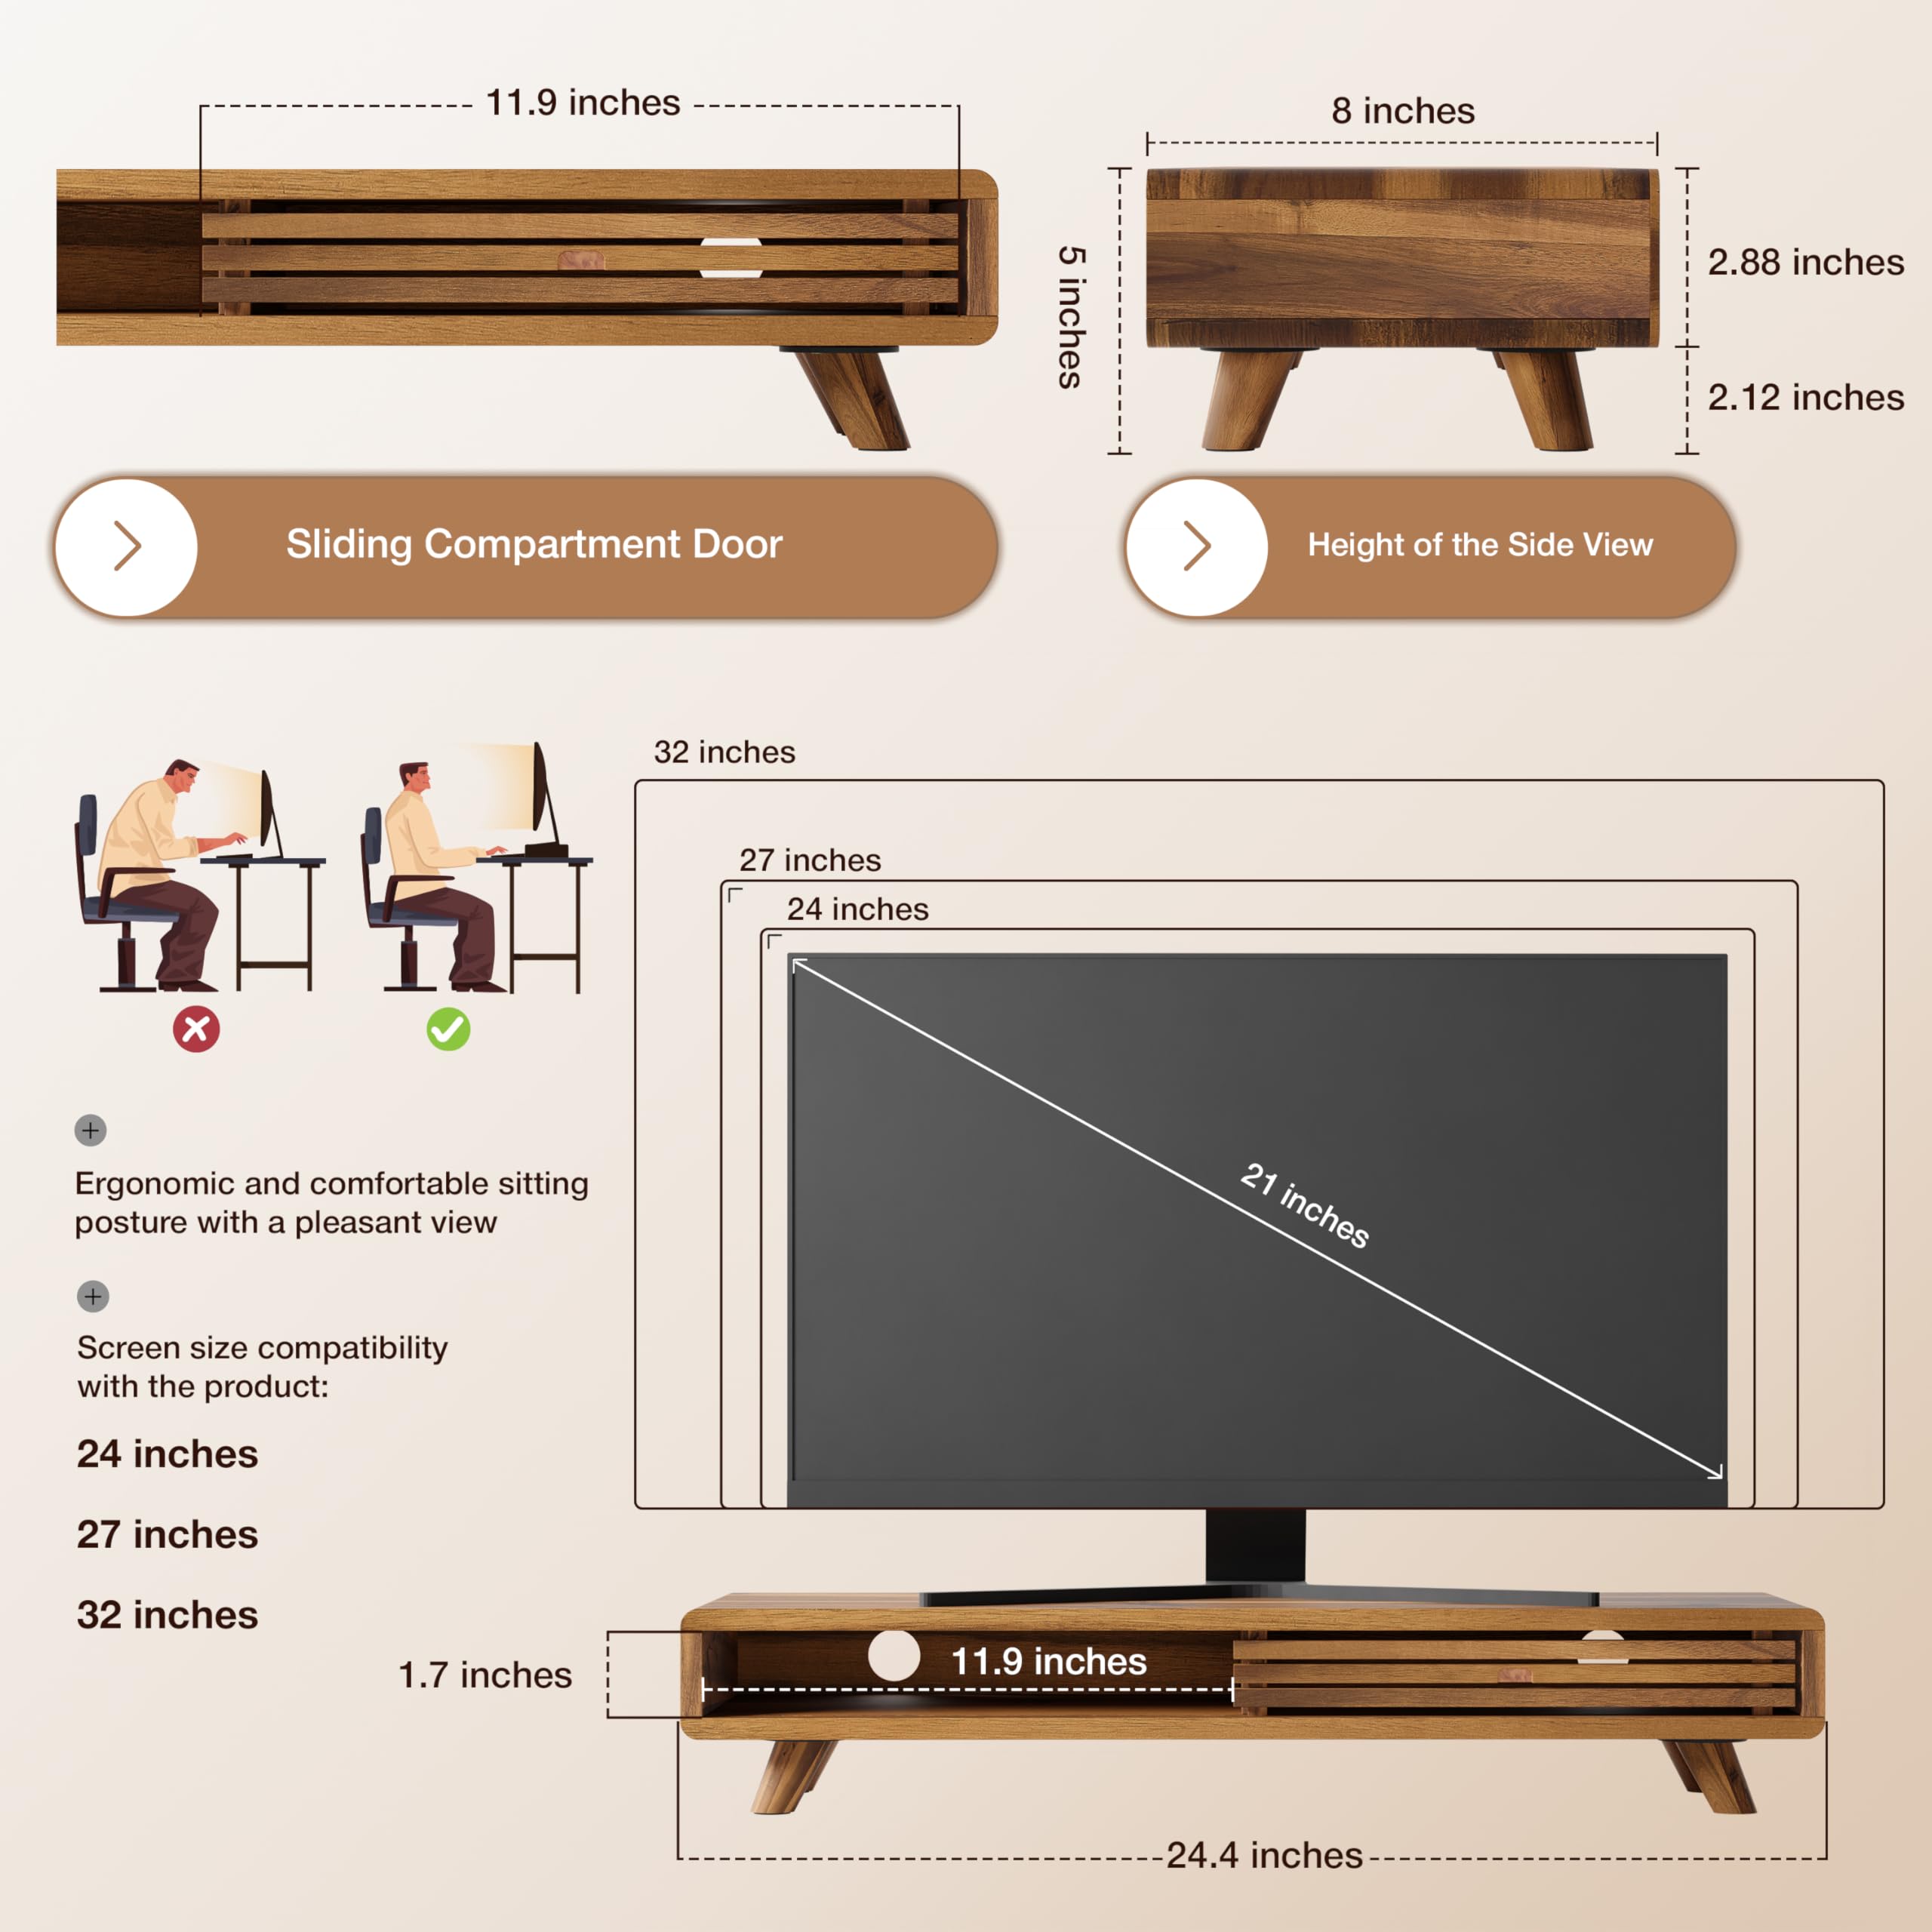 11.9 inches
8 inches
5 inches
2.88 inches
2.12 inches
Sliding Compartment Door
Height of the Side View
32 inches
27 inches
24 inches
21 inches
Ergonomic and comfortable sitting
posture with a pleasant view
Screen size compatibility
with the product:
24 inches
27 inches
32 inches
1.7 inches
11.9 inches
24.4 inches